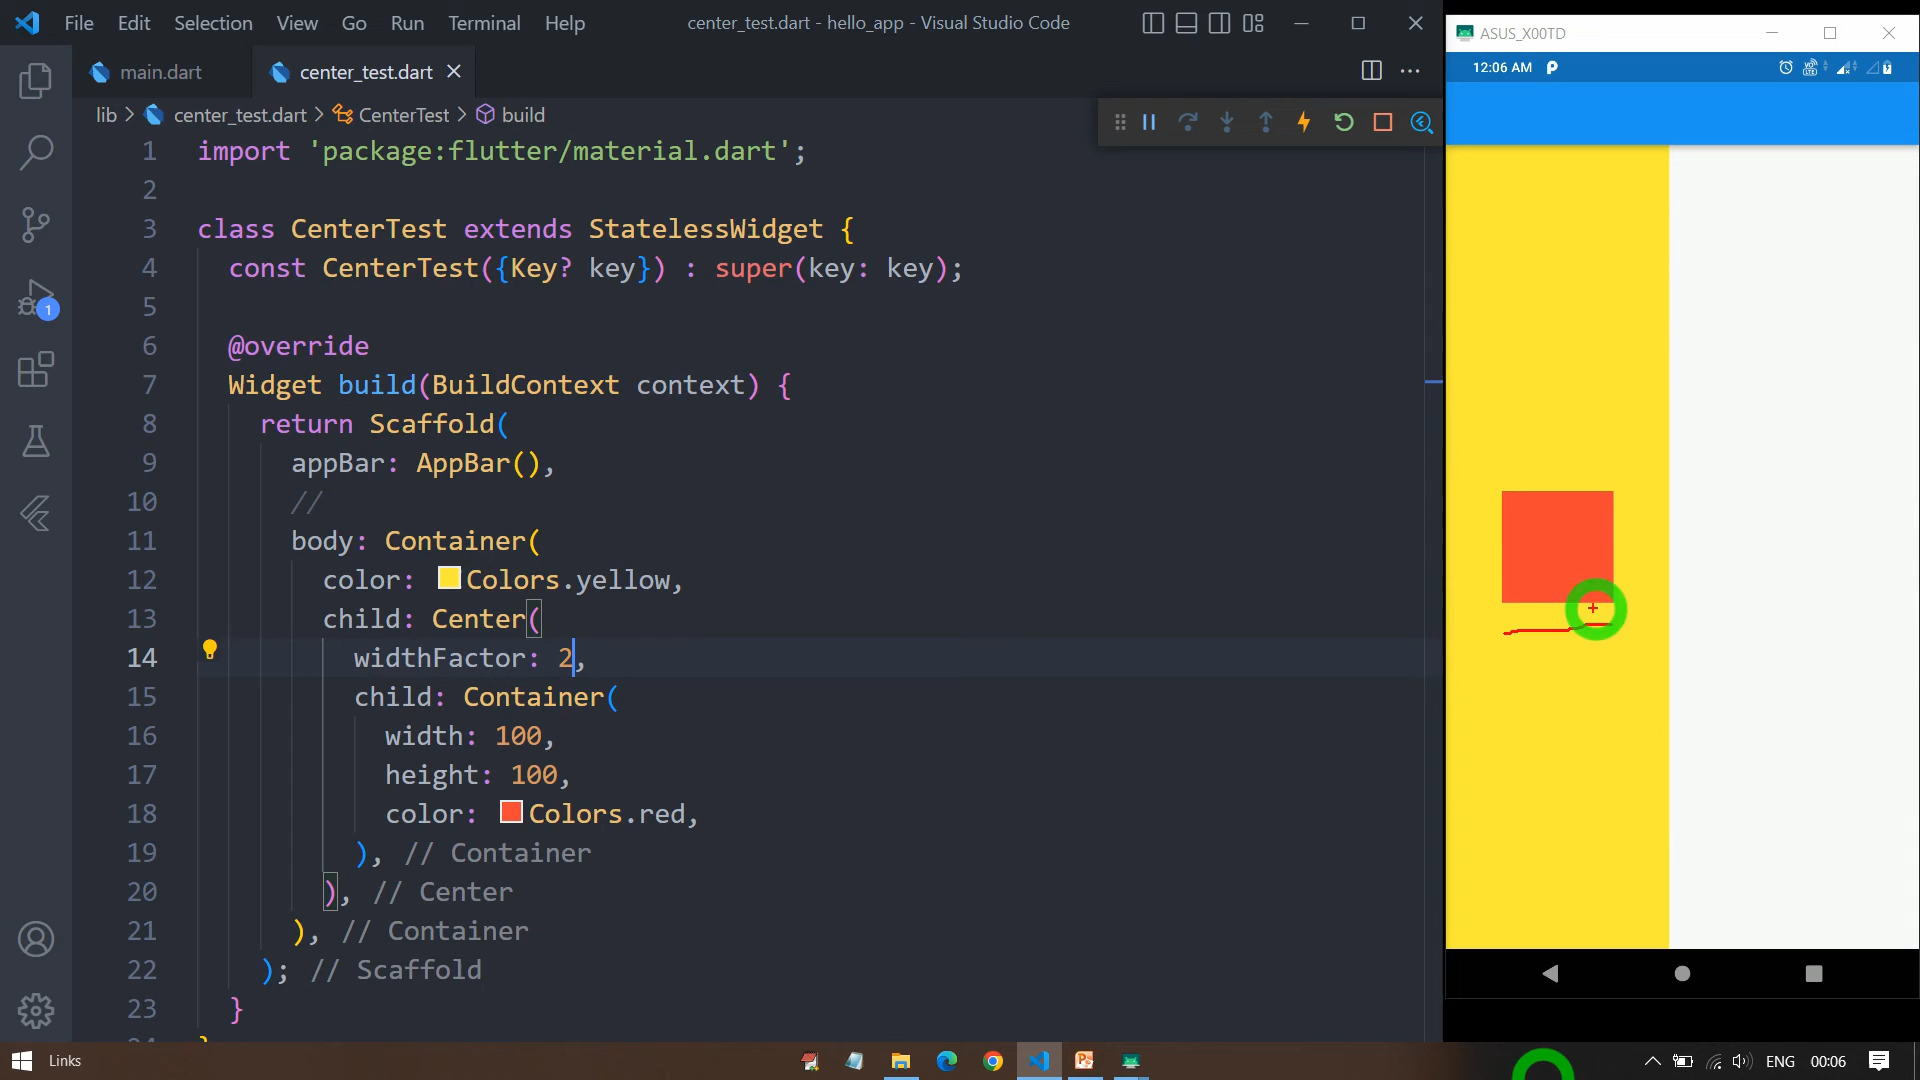 File Edit Selection View Go Run Terminal Help
center_test.dart - hello_app - Visual Studio Code
ASUS_X00TD
12:06 AM
main.dart
center_test.dart
lib > center_test.dart > CenterTest > build
1 import 'package:flutter/material.dart';
2
3 class CenterTest extends StatelessWidget {
4 const CenterTest({Key? key}) : super(key: key);
5
6 @override
7 Widget build(BuildContext context) {
8 return Scaffold(
9 appBar: AppBar(),
10 //
11 body: Container(
12 color: Colors.yellow,
13 child: Center(
14 widthFactor: 2,
15 child: Container(
16 width: 100,
17 height: 100,
18 color: Colors.red,
19 ), // Container
20 ), // Center
21 ), // Container
22 ); // Scaffold
23 }
1
Links
ENG 00:06